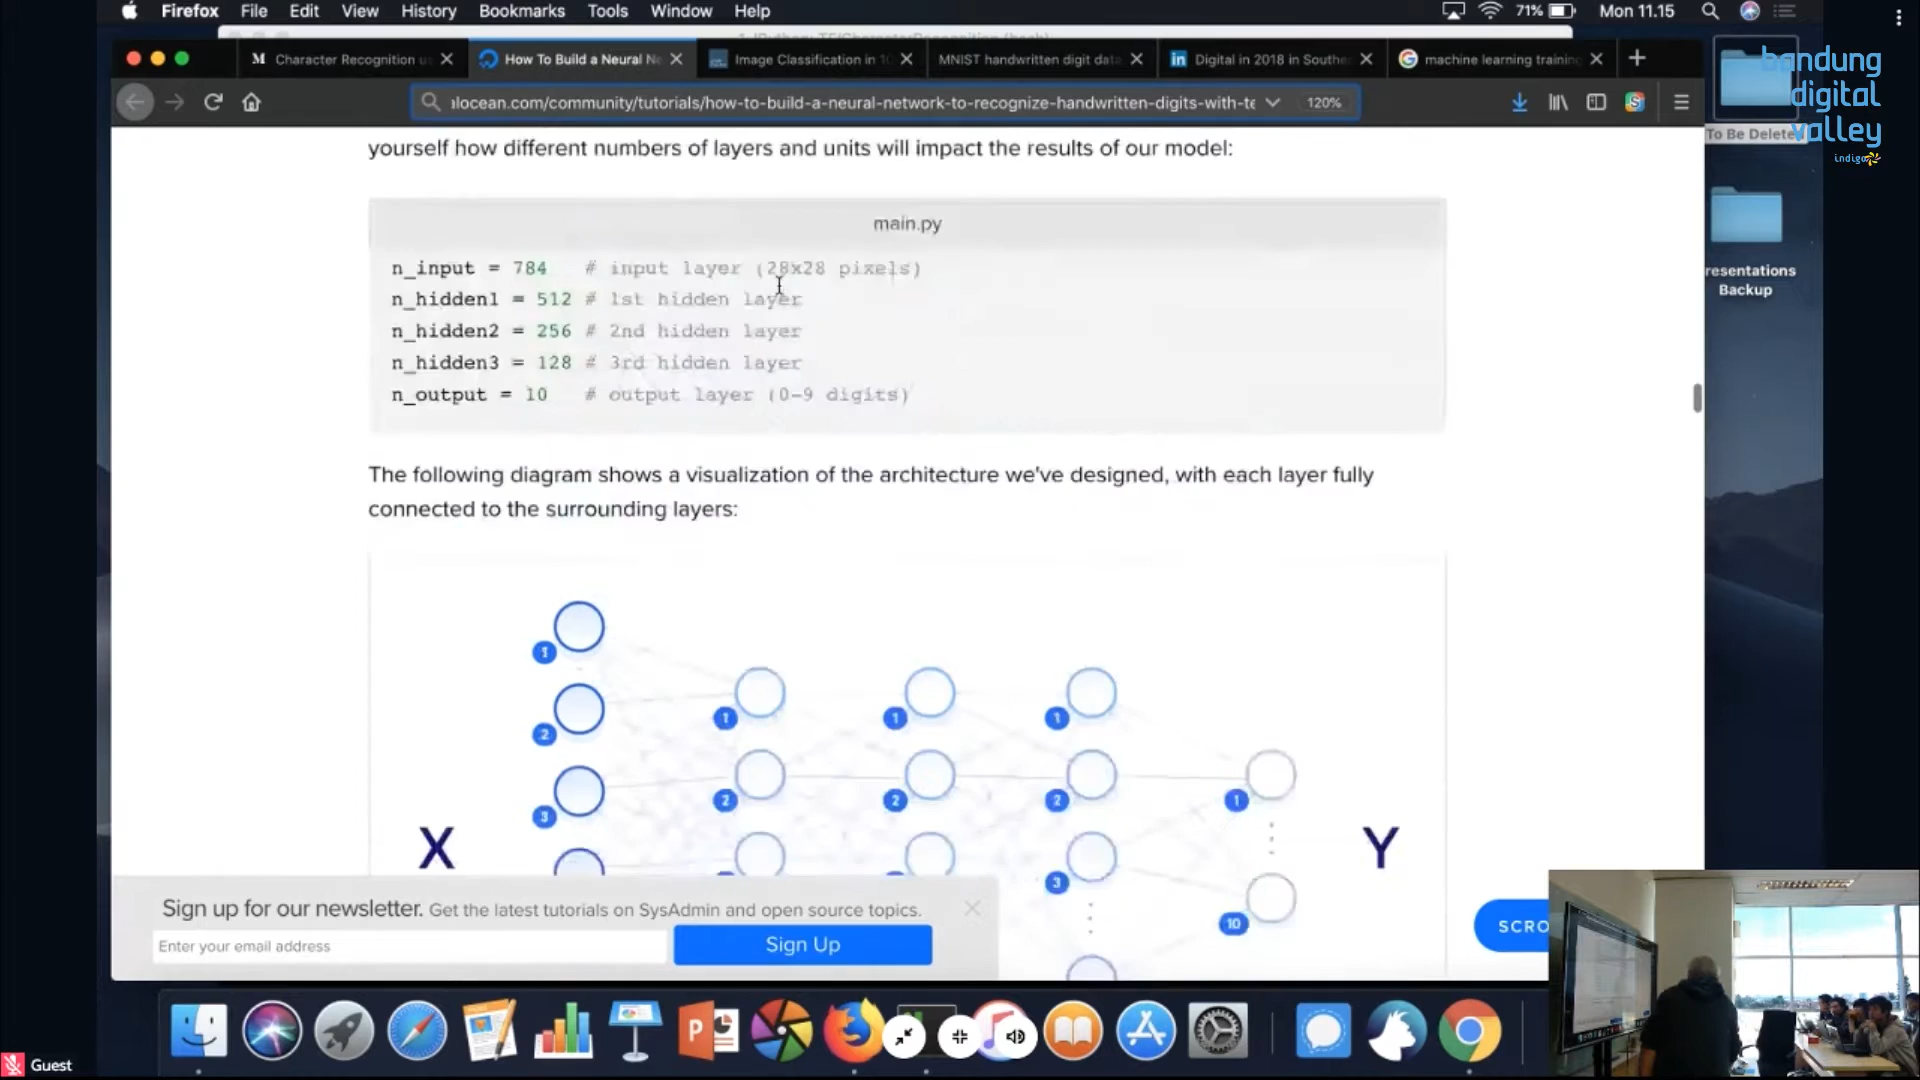 Firefox File Edit View History Bookmarks Tools Window Help 71% Mon 11.15
Character Recognition u
How To Build a Neural Ne
Image Classification in 10
MNIST handwritten digit data
Digital in 2018 in Southe
machine learning training
ilocean.com/community/tutorials/how-to-build-a-neural-network-to-recognize-handwritten-digits-with-te 120%
bandung
digital
valley
indigo
To Be Delete
resentations
Backup
yourself how different numbers of layers and units will impact the results of our model:
main.py
n_input = 784 # input layer (28x28 pixels)
n_hidden1 = 512 # 1st hidden layer
n_hidden2 = 256 # 2nd hidden layer
n_hidden3 = 128 # 3rd hidden layer
n_output = 10 # output layer (0-9 digits)
The following diagram shows a visualization of the architecture we've designed, with each layer fully
connected to the surrounding layers:
1
2
3
1
2
1
2
1
2
3
1
10
X
Y
Sign up for our newsletter. Get the latest tutorials on SysAdmin and open source topics.
Enter your email address
Sign Up
SCRO
Guest